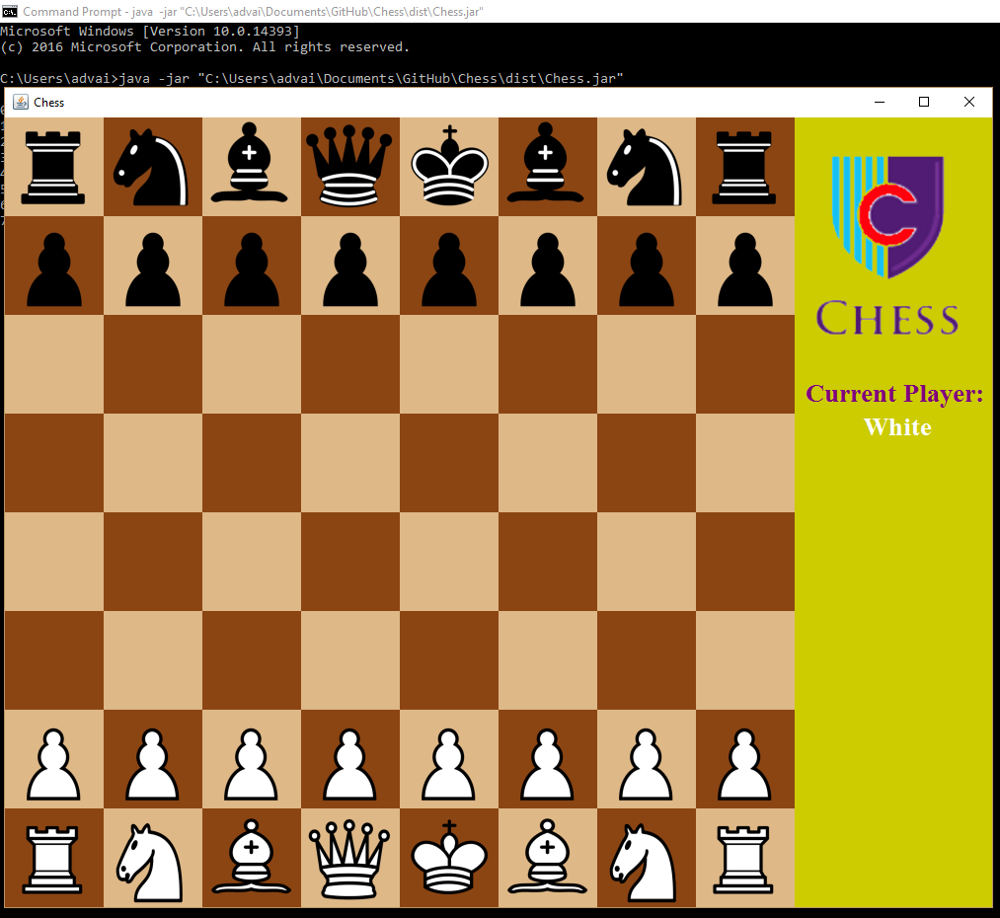 Command Prompt - java  -jar "C:\Users\advai\Documents\GitHub\Chess\dist\Chess.jar"
Microsoft Windows [Version 10.0.14393]
(c) 2016 Microsoft Corporation. All rights reserved.
C:\Users\advai>java -jar "C:\Users\advai\Documents\GitHub\Chess\dist\Chess.jar"
Chess
C
CHESS
Current Player:
White